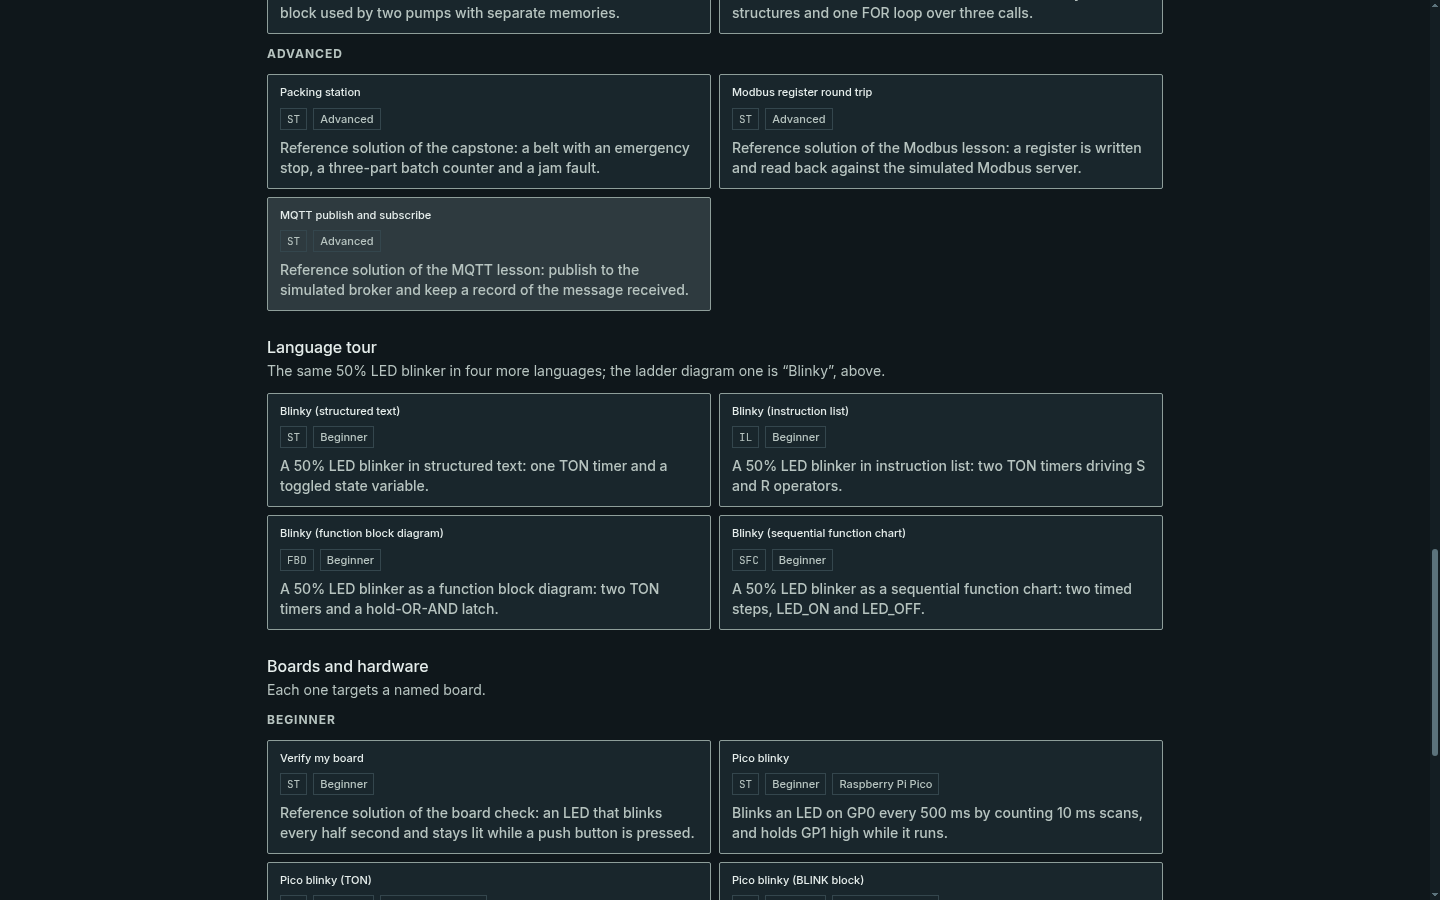 block used by two pumps with separate memories.
structures and one FOR loop over three calls.
ADVANCED
Packing station
ST Advanced
Reference solution of the capstone: a belt with an emergency
stop, a three-part batch counter and a jam fault.
Modbus register round trip
ST Advanced
Reference solution of the Modbus lesson: a register is written
and read back against the simulated Modbus server.
MQTT publish and subscribe
ST Advanced
Reference solution of the MQTT lesson: publish to the
simulated broker and keep a record of the message received.
Language tour
The same 50% LED blinker in four more languages; the ladder diagram one is “Blinky”, above.
Blinky (structured text)
ST Beginner
A 50% LED blinker in structured text: one TON timer and a
toggled state variable.
Blinky (instruction list)
IL Beginner
A 50% LED blinker in instruction list: two TON timers driving S
and R operators.
Blinky (function block diagram)
FBD Beginner
A 50% LED blinker as a function block diagram: two TON
timers and a hold-OR-AND latch.
Blinky (sequential function chart)
SFC Beginner
A 50% LED blinker as a sequential function chart: two timed
steps, LED_ON and LED_OFF.
Boards and hardware
Each one targets a named board.
BEGINNER
Verify my board
ST Beginner
Reference solution of the board check: an LED that blinks
every half second and stays lit while a push button is pressed.
Pico blinky
ST Beginner Raspberry Pi Pico
Blinks an LED on GP0 every 500 ms by counting 10 ms scans,
and holds GP1 high while it runs.
Pico blinky (TON)
Pico blinky (BLINK block)